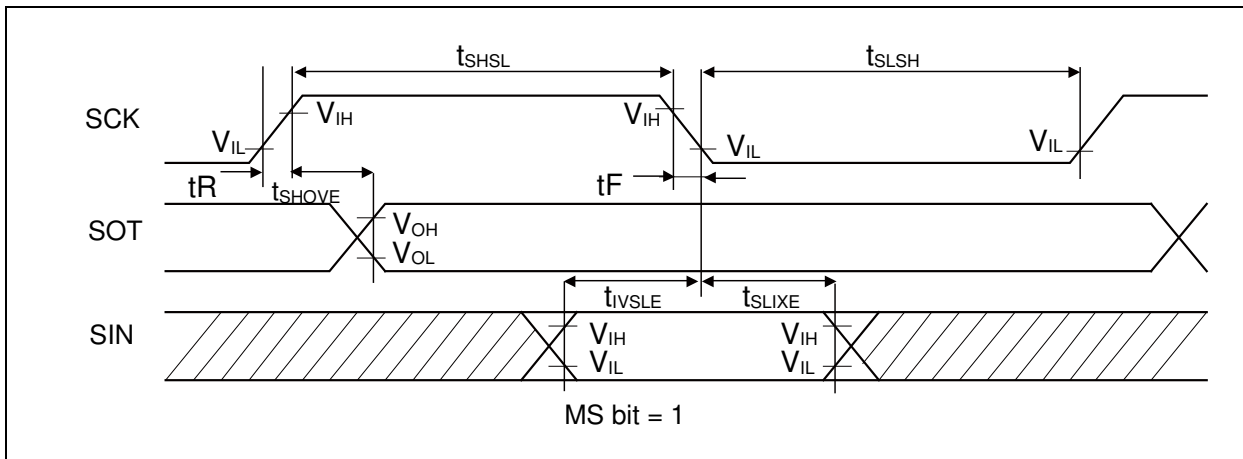 tSHSL
tSLSH
SCK
VIH
VIH
VIL
VIL
VIL
tR
tSHOVE
tF
SOT
VOH
VOL
tIVSLE
tSLIXE
SIN
VIH
VIH
VIL
VIL
MS bit = 1